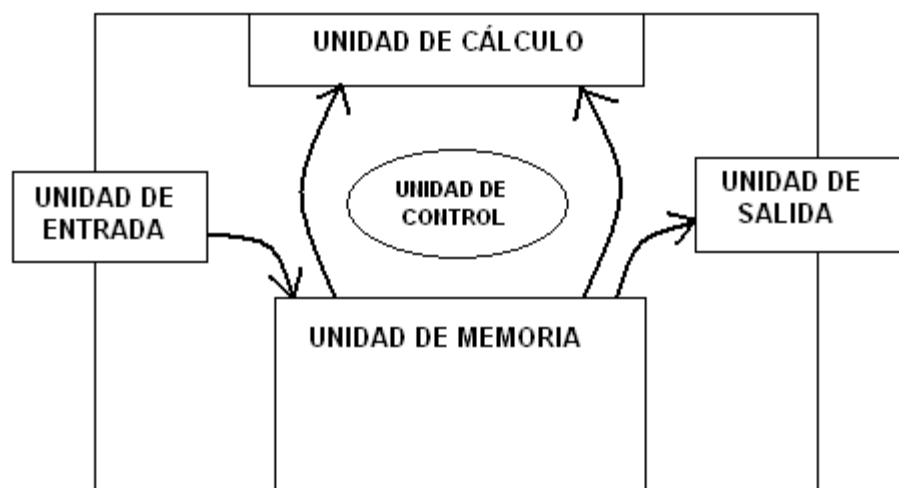 UNIDAD DE CÁLCULO
UNIDAD DE
ENTRADA
UNIDAD DE
CONTROL
UNIDAD DE
SALIDA
UNIDAD DE MEMORIA